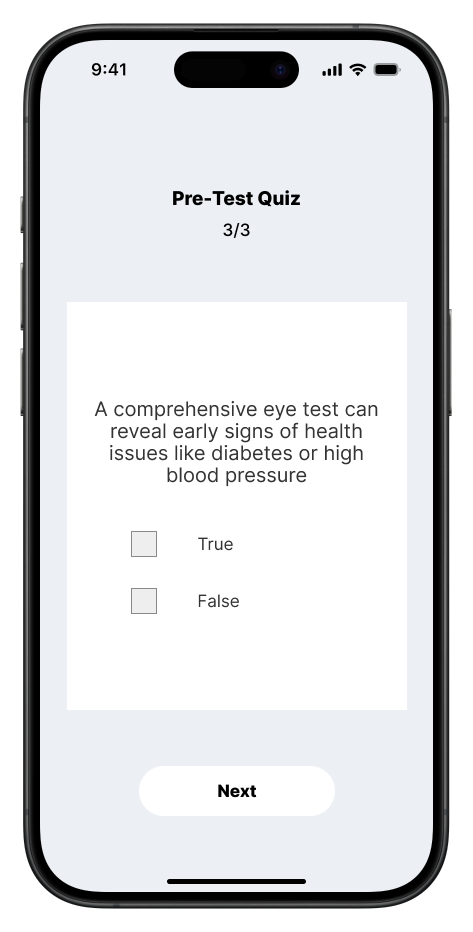 9:41
Pre-Test Quiz
3/3
A comprehensive eye test can
reveal early signs of health
issues like diabetes or high
blood pressure
True
False
Next